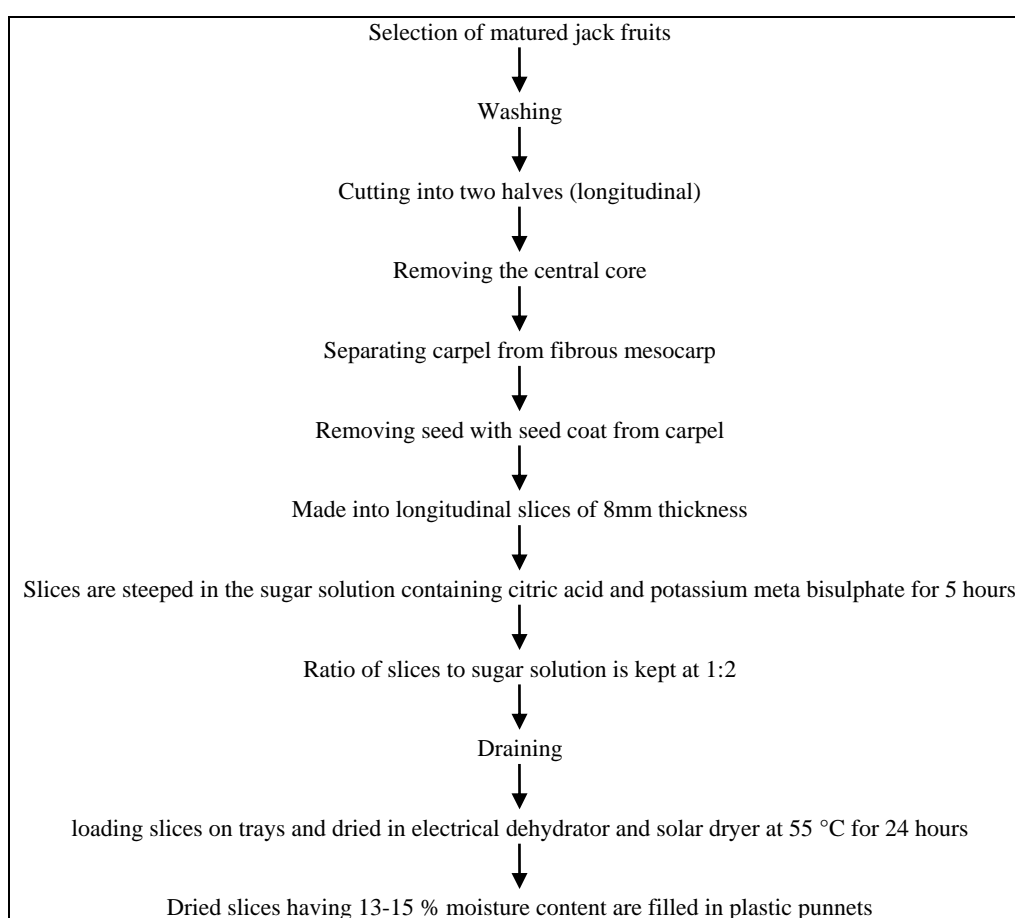 Selection of matured jack fruits
Washing
Cutting into two halves (longitudinal)
Removing the central core
Separating carpel from fibrous mesocarp
Removing seed with seed coat from carpel
Made into longitudinal slices of 8mm thickness
Slices are steeped in the sugar solution containing citric acid and potassium meta bisulphate for 5 hours
Ratio of slices to sugar solution is kept at 1:2
Draining
loading slices on trays and dried in electrical dehydrator and solar dryer at 55 °C for 24 hours
Dried slices having 13-15 % moisture content are filled in plastic punnets